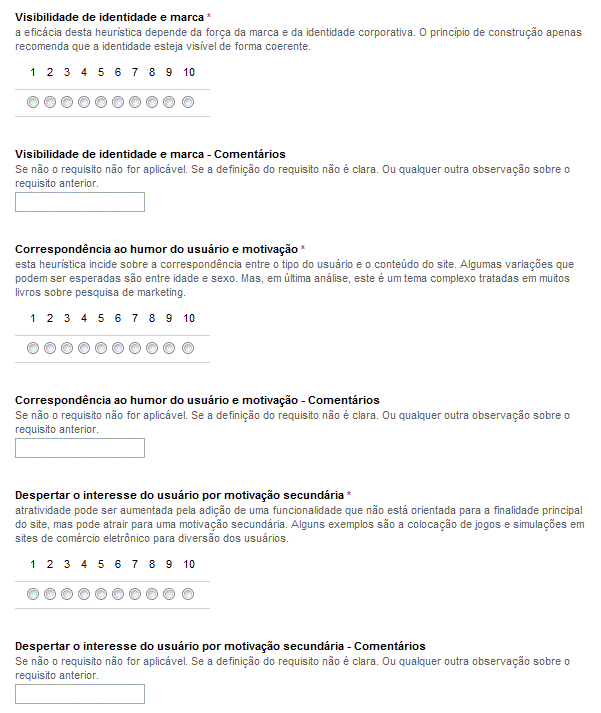 Visibilidade de identidade e marca *
a eficácia desta heurística depende da força da marca e da identidade corporativa. O princípio de construção apenas
recomenda que a identidade esteja visível de forma coerente.
1 2 3 4 5 6 7 8 9 10
Visibilidade de identidade e marca - Comentários
Se não o requisito não for aplicável. Se a definição do requisito não é clara. Ou qualquer outra observação sobre o
requisito anterior.
Correspondência ao humor do usuário e motivação *
esta heurística incide sobre a correspondência entre o tipo do usuário e o conteúdo do site. Algumas variações que
podem ser esperadas são entre idade e sexo. Mas, em última análise, este é um tema complexo tratadas em muitos
livros sobre pesquisa de marketing.
1 2 3 4 5 6 7 8 9 10
Correspondência ao humor do usuário e motivação - Comentários
Se não o requisito não for aplicável. Se a definição do requisito não é clara. Ou qualquer outra observação sobre o
requisito anterior.
Despertar o interesse do usuário por motivação secundária *
atratividade pode ser aumentada pela adição de uma funcionalidade que não está orientada para a finalidade principal
do site, mas pode atrair para uma motivação secundária. Alguns exemplos são a colocação de jogos e simulações em
sites de comércio eletrônico para diversão dos usuários.
1 2 3 4 5 6 7 8 9 10
Despertar o interesse do usuário por motivação secundária - Comentários
Se não o requisito não for aplicável. Se a definição do requisito não é clara. Ou qualquer outra observação sobre o
requisito anterior.